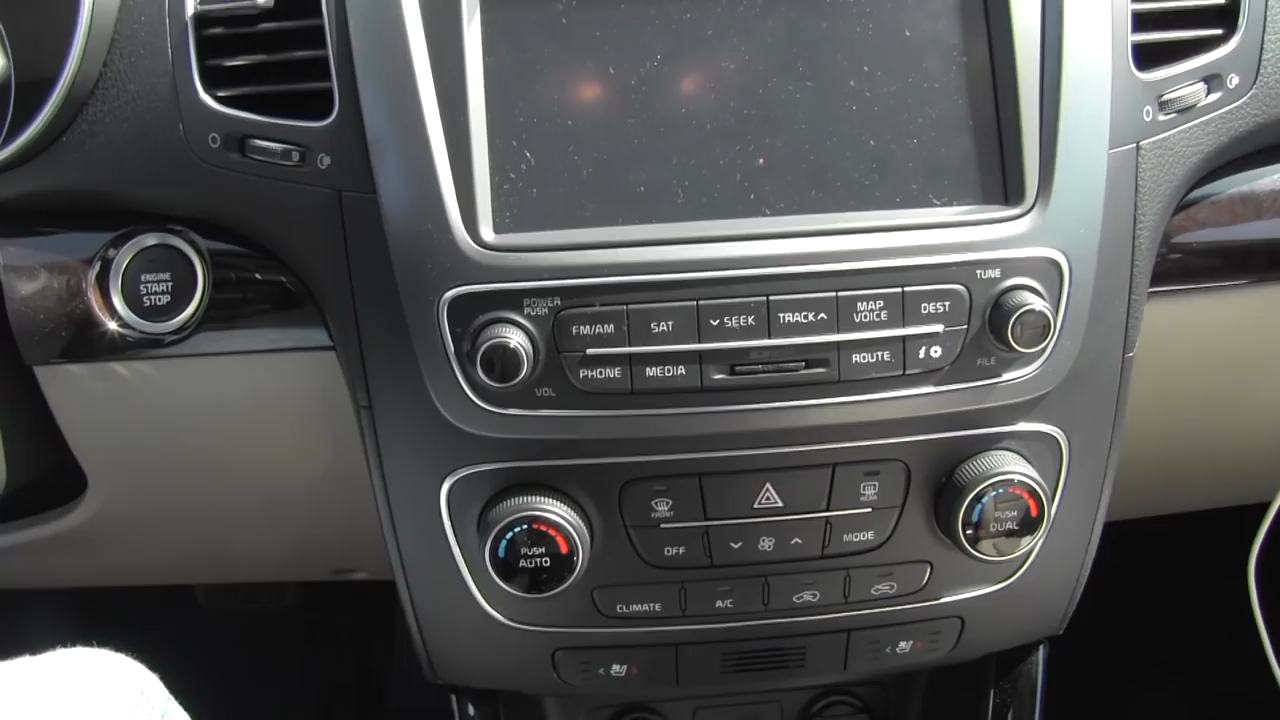 ENGINE
START
STOP
POWER
PUSH
TUNE
FM/AM
SAT
SEEK
TRACK
MAP
VOICE
DEST
PHONE
MEDIA
ROUTE
VOL
FILE
FRONT
REAR
OFF
MODE
PUSH
AUTO
PUSH
DUAL
CLIMATE
A/C